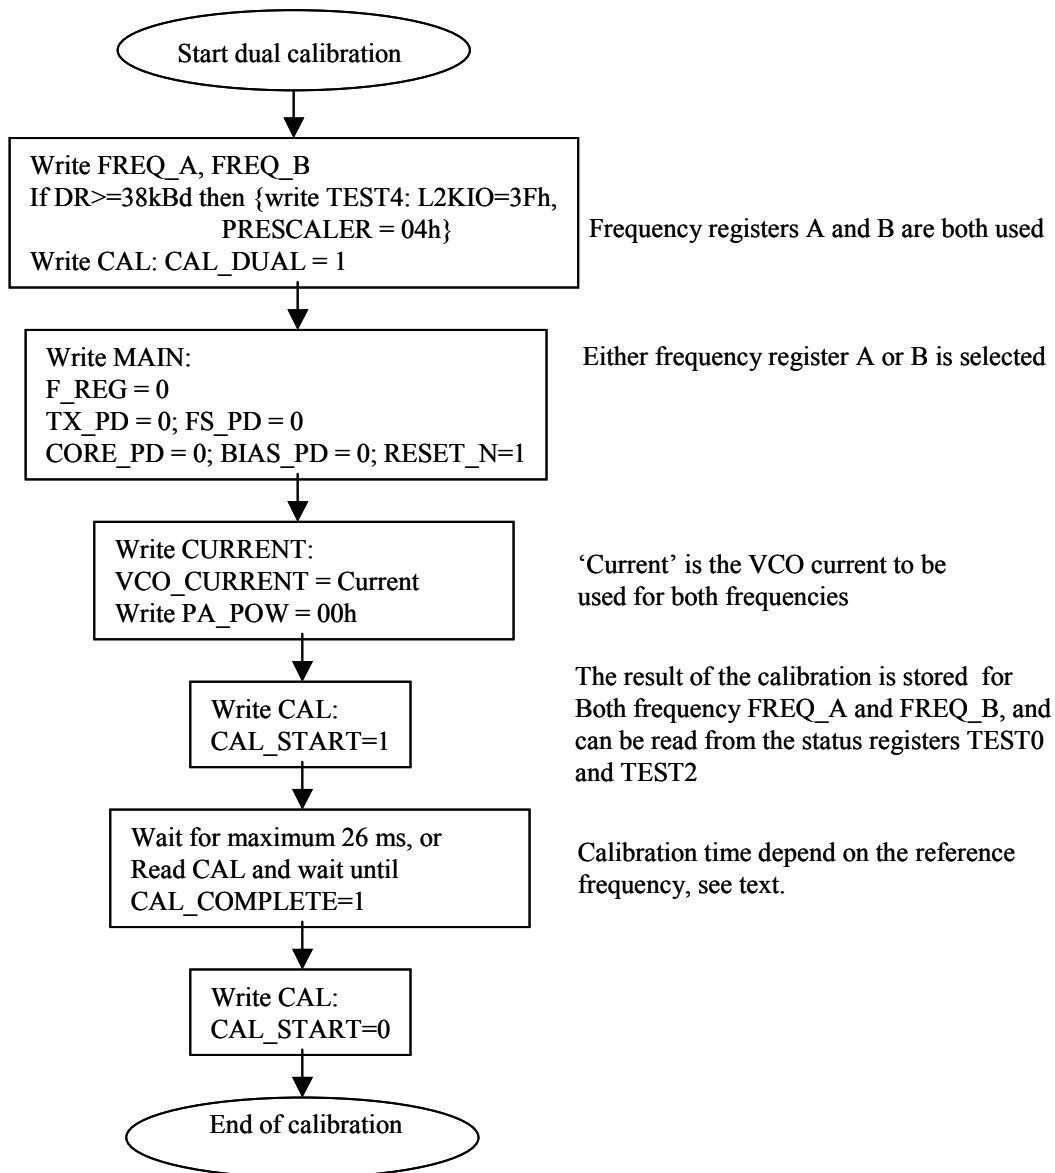 Start dual calibration
Write FREQ_A, FREQ_B
If DR>=38kBd then {write TEST4: L2KIO=3Fh,
PRESCALER = 04h}
Write CAL: CAL_DUAL = 1
Frequency registers A and B are both used
Write MAIN:
F_REG = 0
TX_PD = 0; FS_PD = 0
CORE_PD = 0; BIAS_PD = 0; RESET_N=1
Either frequency register A or B is selected
Write CURRENT:
VCO_CURRENT = Current
Write PA_POW = 00h
‘Current’ is the VCO current to be
used for both frequencies
Write CAL:
CAL_START=1
The result of the calibration is stored for
Both frequency FREQ_A and FREQ_B, and
can be read from the status registers TEST0
and TEST2
Wait for maximum 26 ms, or
Read CAL and wait until
CAL_COMPLETE=1
Calibration time depend on the reference
frequency, see text.
Write CAL:
CAL_START=0
End of calibration